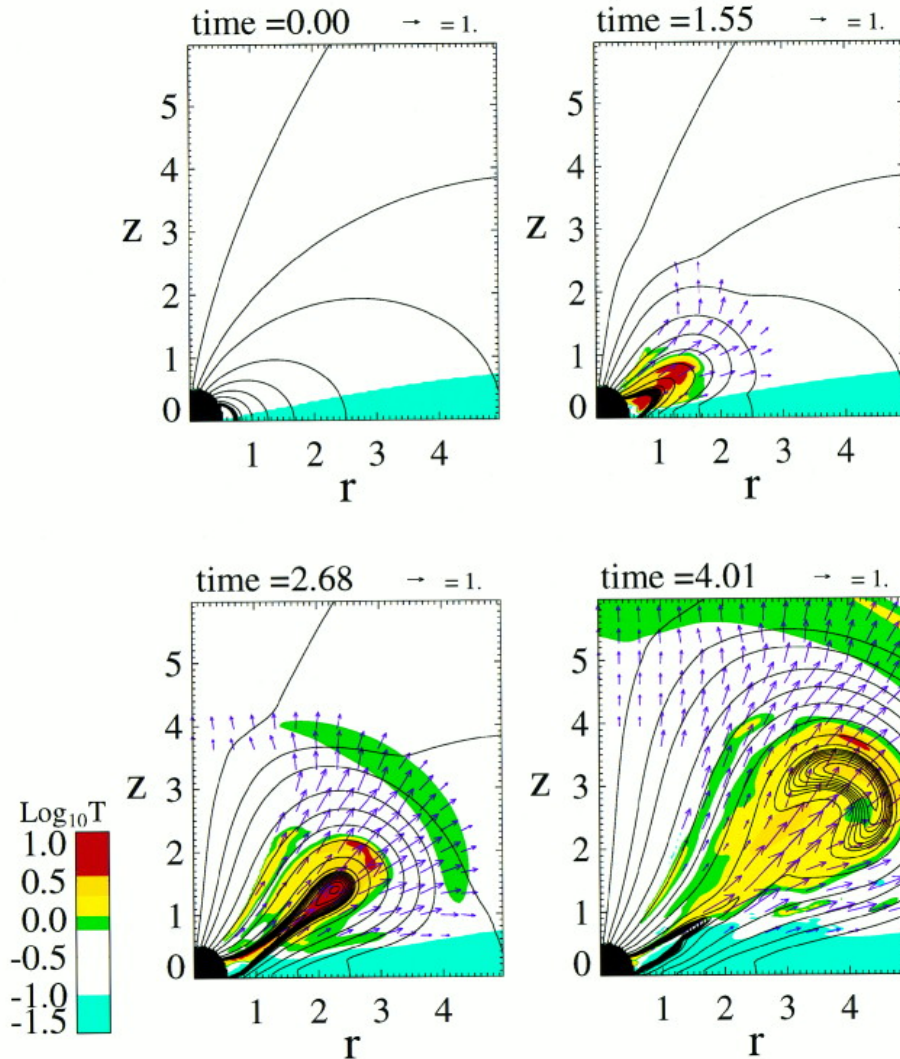 time =0.00 → = 1.
5
4
3
2
1
0
z
1 2 3 4
r
time =1.55 → = 1.
5
4
3
2
1
0
z
1 2 3 4
r
time =2.68 → = 1.
5
4
3
2
1
0
z
1 2 3 4
r
time =4.01 → = 1.
5
4
3
2
1
0
z
1 2 3 4
r
Log₁₀T
1.0
0.5
0.0
-0.5
-1.0
-1.5